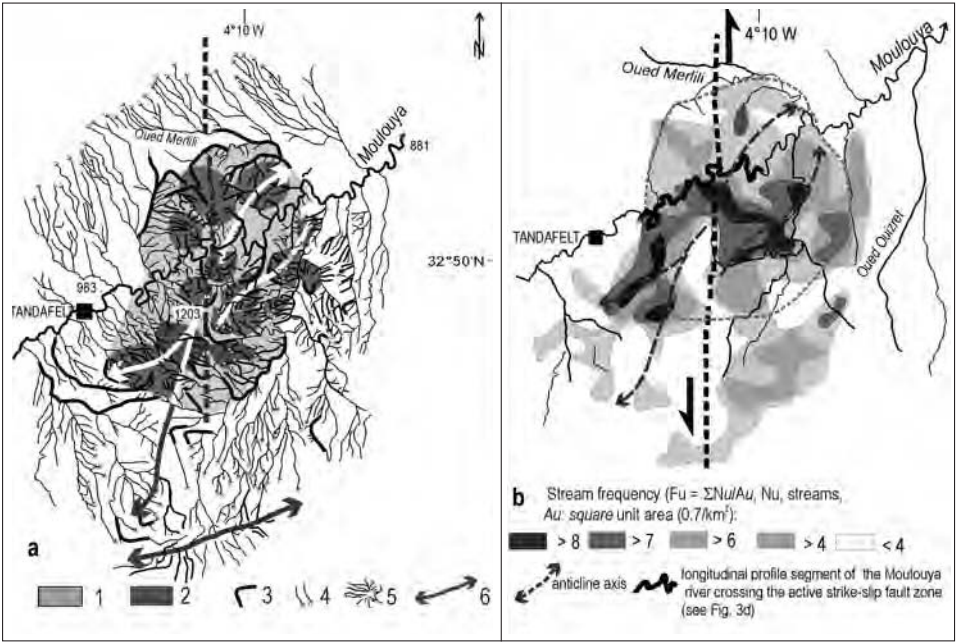 4°10 W
N
Oued Merlili
Moulouya
881
32°50'N
983
TANDAFELT
1203
a
1 2 3 4 5 6
4°10 W
Moulouya
Oued Merlili
TANDAFELT
Oued Ouizret
b Stream frequency (Fu = ΣNu/Au, Nu, streams,
Au: square unit area (0.7/km²):
> 8 > 7 > 6 > 4 < 4
anticline axis
longitudinal profile segment of the Moulouya
river crossing the active strike-slip fault zone
(see Fig. 3d)